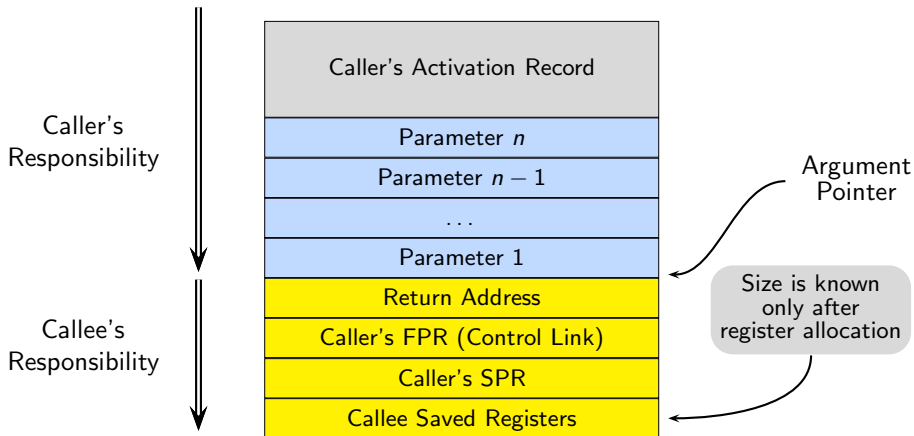 Caller's Activation Record
Caller's
Responsibility
Parameter n
Parameter n − 1
. . .
Parameter 1
Argument
Pointer
Return Address
Caller's FPR (Control Link)
Caller's SPR
Callee Saved Registers
Callee's
Responsibility
Size is known
only after
register allocation